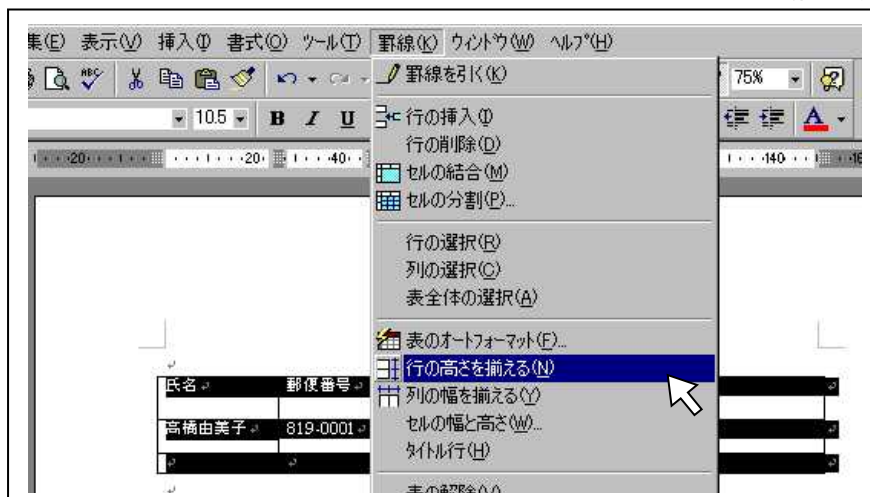 集(E) 表示(V) 挿入(I) 書式(O) ツール(T) 罫線(K) ウィンドウ(W) ヘルプ(H)
ABC 罫線を引く(K) 75%
10.5 B I U 行の挿入(I) A
行の削除(D)
20 20 40 140
セルの結合(M)
セルの分割(P)...
行の選択(R)
列の選択(C)
表全体の選択(A)
表のオートフォーマット(F)...
行の高さを揃える(N)
氏名 郵便番号 列の幅を揃える(Y)
高橋由美子 819-0001 セルの幅と高さ(W)...
タイトル行(H)